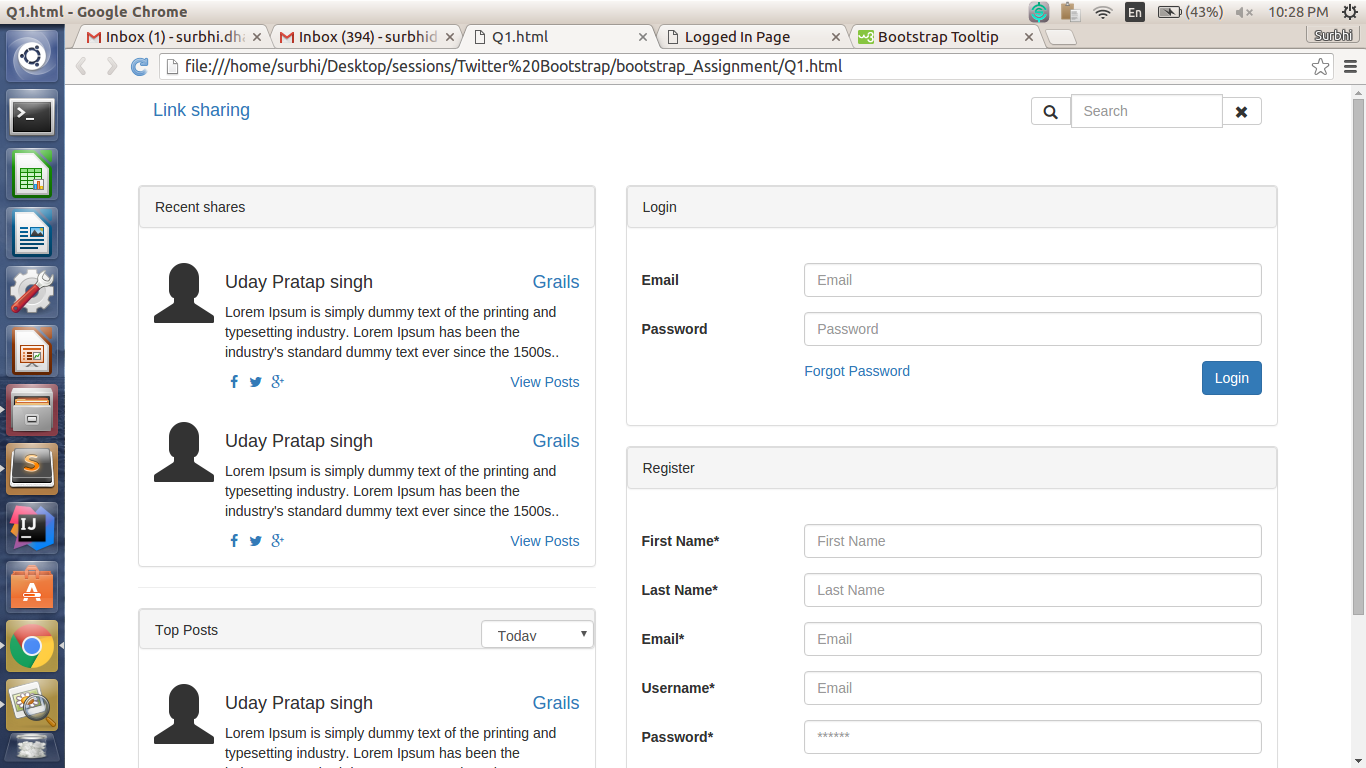 Q1.html - Google Chrome
En
(43%)
10:28 PM
Inbox (1) - surbhi.dh
Inbox (394) - surbhid
Q1.html
Logged In Page
Bootstrap Tooltip
Surbhi
file:///home/surbhi/Desktop/sessions/Twitter%20Bootstrap/bootstrap_Assignment/Q1.html
Link sharing
Search
Recent shares
Uday Pratap singh
Grails
Lorem Ipsum is simply dummy text of the printing and
typesetting industry. Lorem Ipsum has been the
industry's standard dummy text ever since the 1500s..
View Posts
Uday Pratap singh
Grails
Lorem Ipsum is simply dummy text of the printing and
typesetting industry. Lorem Ipsum has been the
industry's standard dummy text ever since the 1500s..
View Posts
Top Posts
Today
Uday Pratap singh
Grails
Lorem Ipsum is simply dummy text of the printing and
typesetting industry. Lorem Ipsum has been the
Login
Email
Email
Password
Password
Forgot Password
Login
Register
First Name*
First Name
Last Name*
Last Name
Email*
Email
Username*
Email
Password*
******